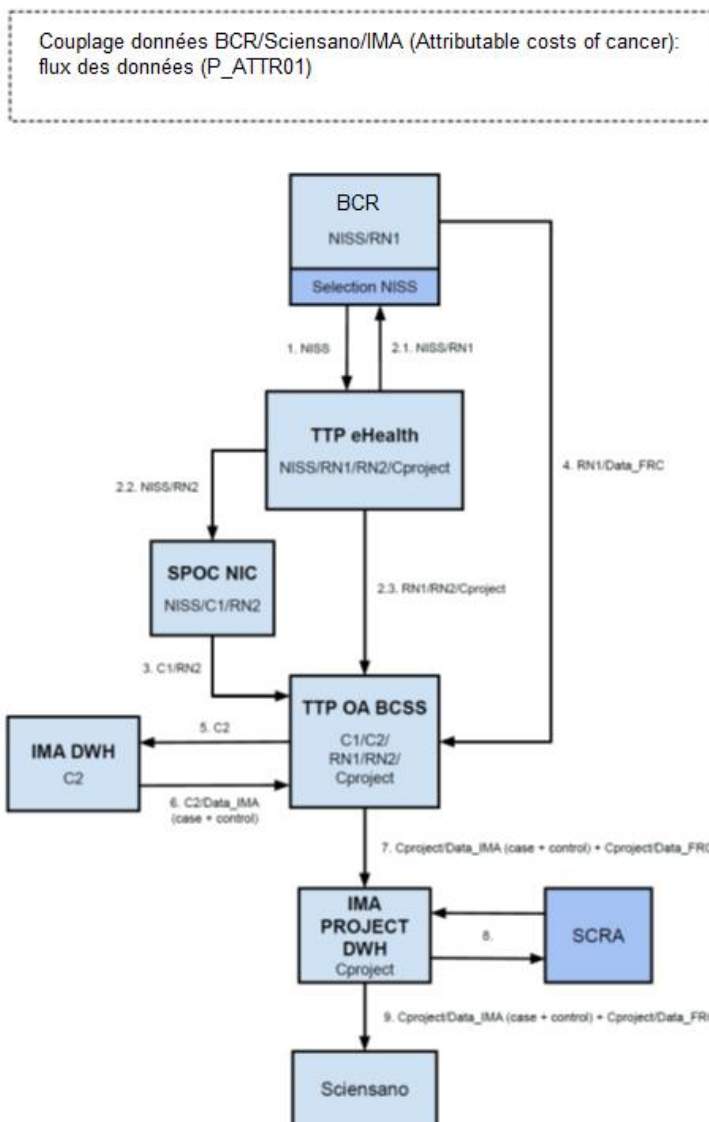 Couplage données BCR/Sciensano/IMA (Attributable costs of cancer):
flux des données (P_ATTR01)
BCR
NISS/RN1
Selection NISS
1. NISS
2.1. NISS/RN1
TTP eHealth
NISS/RN1/RN2/Cproject
4. RN1/Data_FRC
2.2. NISS/RN2
SPOC NIC
NISS/C1/RN2
2.3. RN1/RN2/Cproject
3. C1/RN2
TTP OA BCSS
C1/C2/
RN1/RN2/
Cproject
IMA DWH
C2
5. C2
6. C2/Data_IMA
(case + control)
7. Cproject/Data_IMA (case + control) + Cproject/Data_FRC
IMA
PROJECT
DWH
Cproject
8.
SCRA
9. Cproject/Data_IMA (case + control) + Cproject/Data_FRC
Sciensano